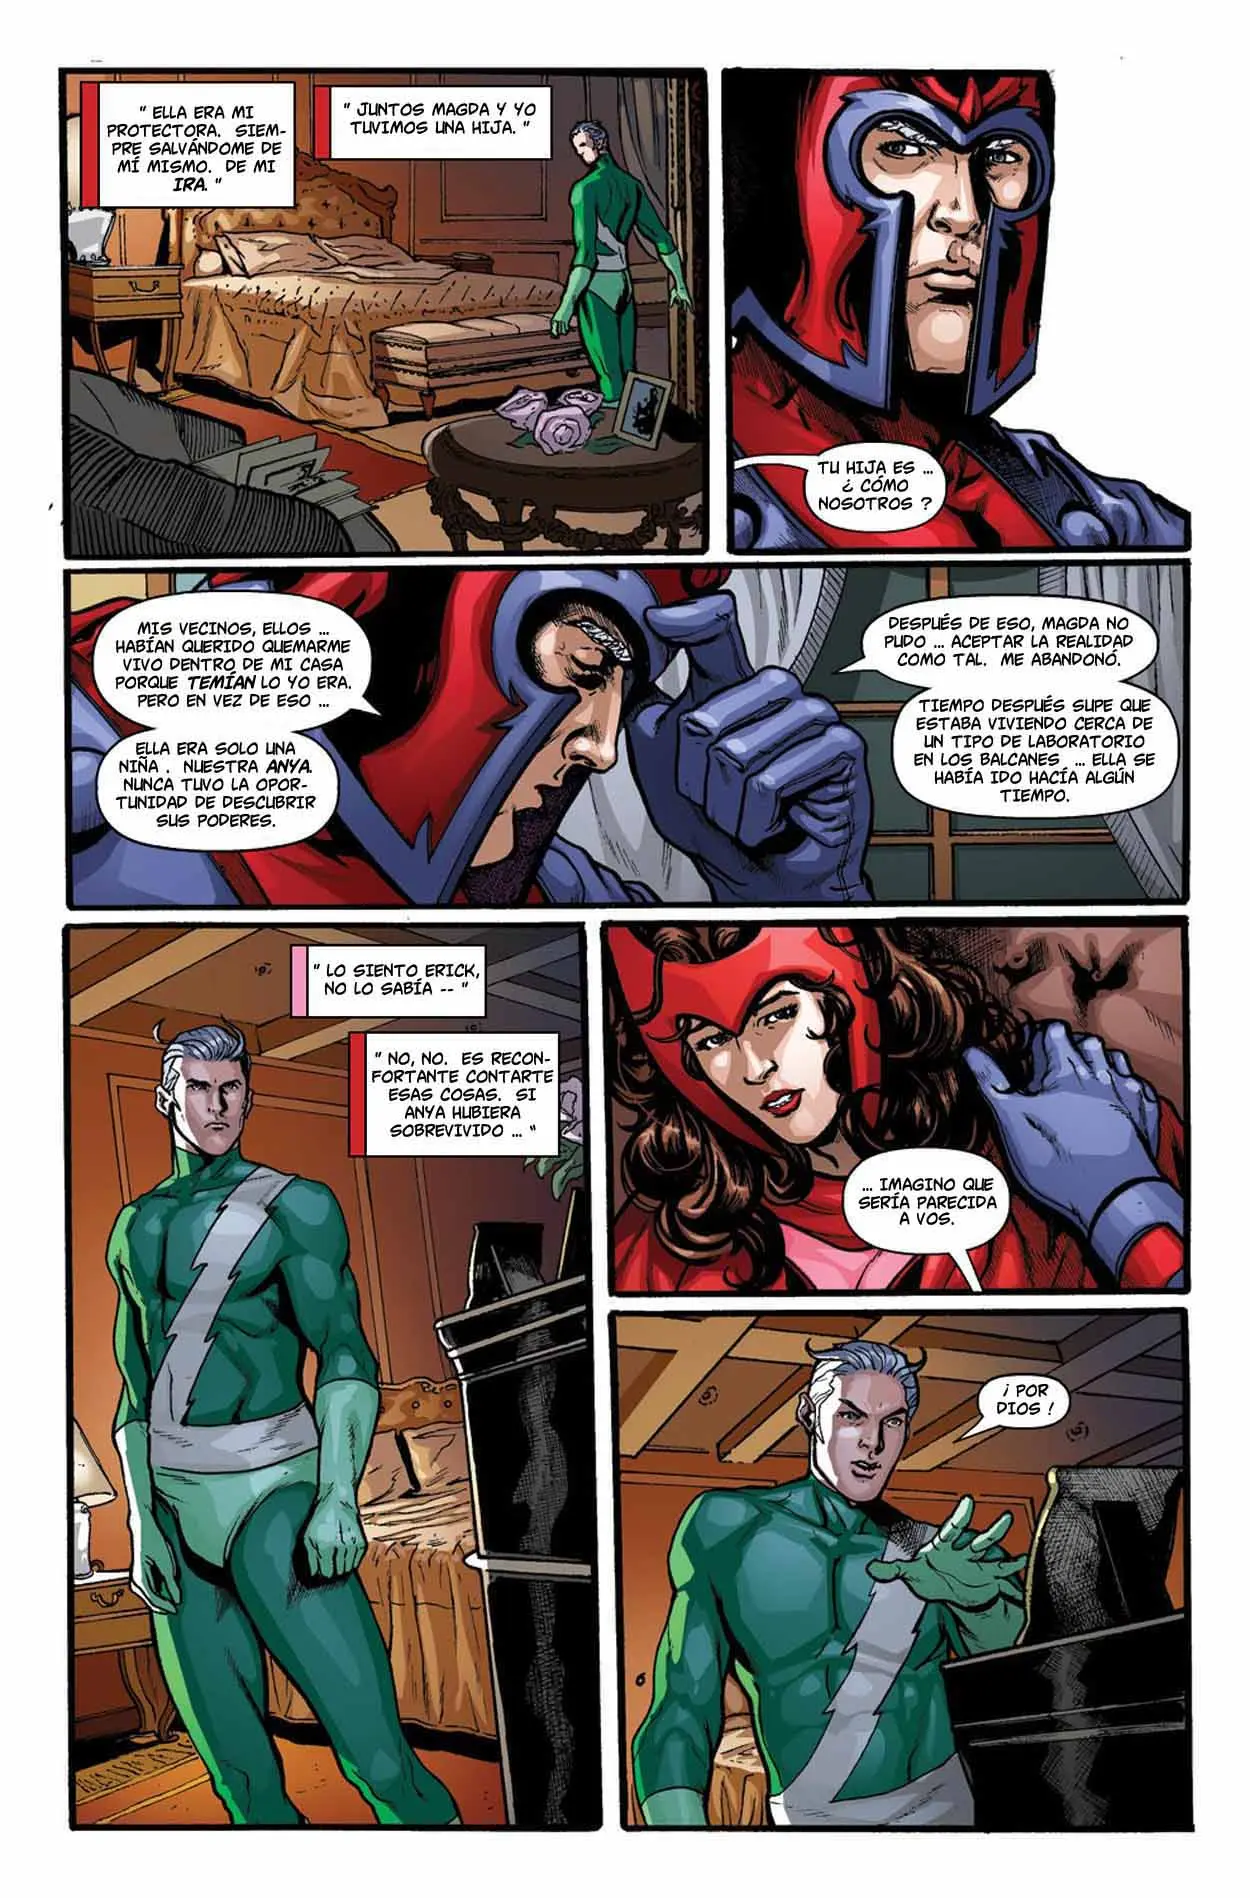 " ELLA ERA MI
PROTECTORA. SIEM-
PRE SALVÁNDOME DE
MÍ MISMO. DE MI
IRA. "
" JUNTOS MAGDA Y YO
TUVIMOS UNA HIJA. "
TU HIJA ES ...
¿ CÓMO
NOSOTROS ?
MIS VECINOS, ELLOS ...
HABÍAN QUERIDO QUEMARME
VIVO DENTRO DE MI CASA
PORQUE TEMÍAN LO YO ERA.
PERO EN VEZ DE ESO ...
ELLA ERA SOLO UNA
NIÑA . NUESTRA ANYA.
NUNCA TUVO LA OPOR-
TUNIDAD DE DESCUBRIR
SUS PODERES.
DESPUÉS DE ESO, MAGDA NO
PUDO ... ACEPTAR LA REALIDAD
COMO TAL. ME ABANDONÓ.
TIEMPO DESPUÉS SUPE QUE
ESTABA VIVIENDO CERCA DE
UN TIPO DE LABORATORIO
EN LOS BALCANES ... ELLA SE
HABÍA IDO HACÍA ALGÚN
TIEMPO.
" LO SIENTO ERICK,
NO LO SABÍA -- "
" NO, NO. ES RECON-
FORTANTE CONTARTE
ESAS COSAS. SI
ANYA HUBIERA
SOBREVIVIDO ... "
... IMAGINO QUE
SERÍA PARECIDA
A VOS.
¡ POR
DIOS !